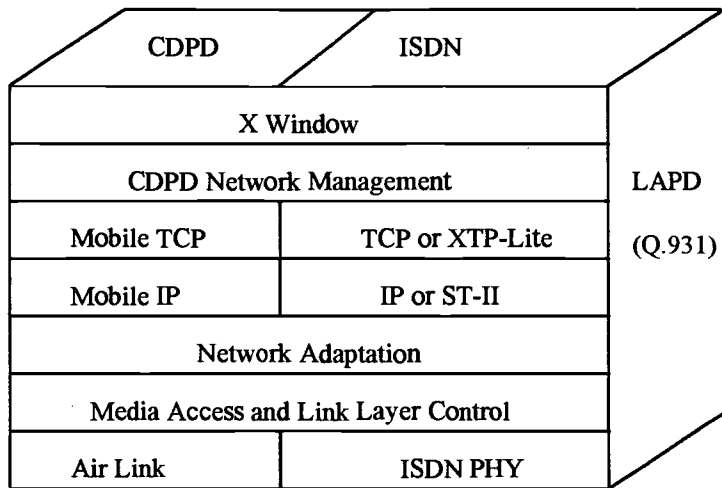 CDPD ISDN
X Window
CDPD Network Management LAPD
Mobile TCP TCP or XTP-Lite (Q.931)
Mobile IP IP or ST-II
Network Adaptation
Media Access and Link Layer Control
Air Link ISDN PHY